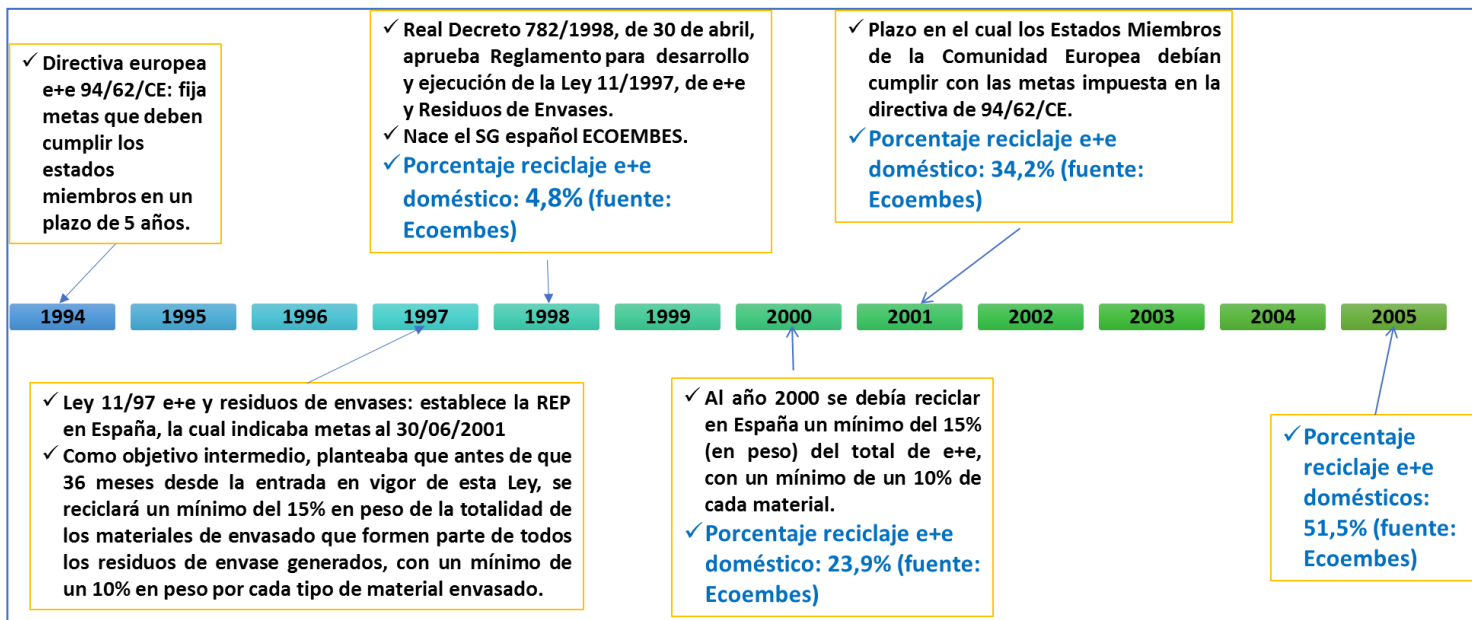 ✓ Directiva europea
e+e 94/62/CE: fija
metas que deben
cumplir los
estados
miembros en un
plazo de 5 años.
✓ Real Decreto 782/1998, de 30 de abril,
aprueba Reglamento para desarrollo
y ejecución de la Ley 11/1997, de e+e
y Residuos de Envases.
✓ Nace el SG español ECOEMBES.
✓ Porcentaje reciclaje e+e
doméstico: 4,8% (fuente:
Ecoembes)
✓ Plazo en el cual los Estados Miembros
de la Comunidad Europea debían
cumplir con las metas impuesta en la
directiva de 94/62/CE.
✓ Porcentaje reciclaje e+e
doméstico: 34,2% (fuente:
Ecoembes)
1994 1995 1996 1997 1998 1999 2000 2001 2002 2003 2004 2005
✓ Ley 11/97 e+e y residuos de envases: establece la REP
en España, la cual indicaba metas al 30/06/2001
✓ Como objetivo intermedio, planteaba que antes de que
36 meses desde la entrada en vigor de esta Ley, se
reciclará un mínimo del 15% en peso de la totalidad de
los materiales de envasado que formen parte de todos
los residuos de envase generados, con un mínimo de
un 10% en peso por cada tipo de material envasado.
✓ Al año 2000 se debía reciclar
en España un mínimo del 15%
(en peso) del total de e+e,
con un mínimo de un 10% de
cada material.
✓ Porcentaje reciclaje e+e
doméstico: 23,9% (fuente:
Ecoembes)
✓ Porcentaje
reciclaje e+e
domésticos:
51,5% (fuente:
Ecoembes)